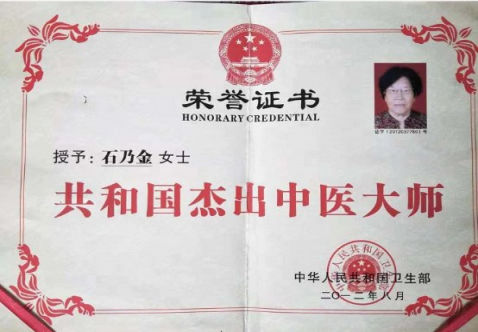 荣誉证书
HONORARY CREDENTIAL
授予：石乃金 女士
共和国杰出中医大师
中华人民共和国卫生部
二〇一二年八月